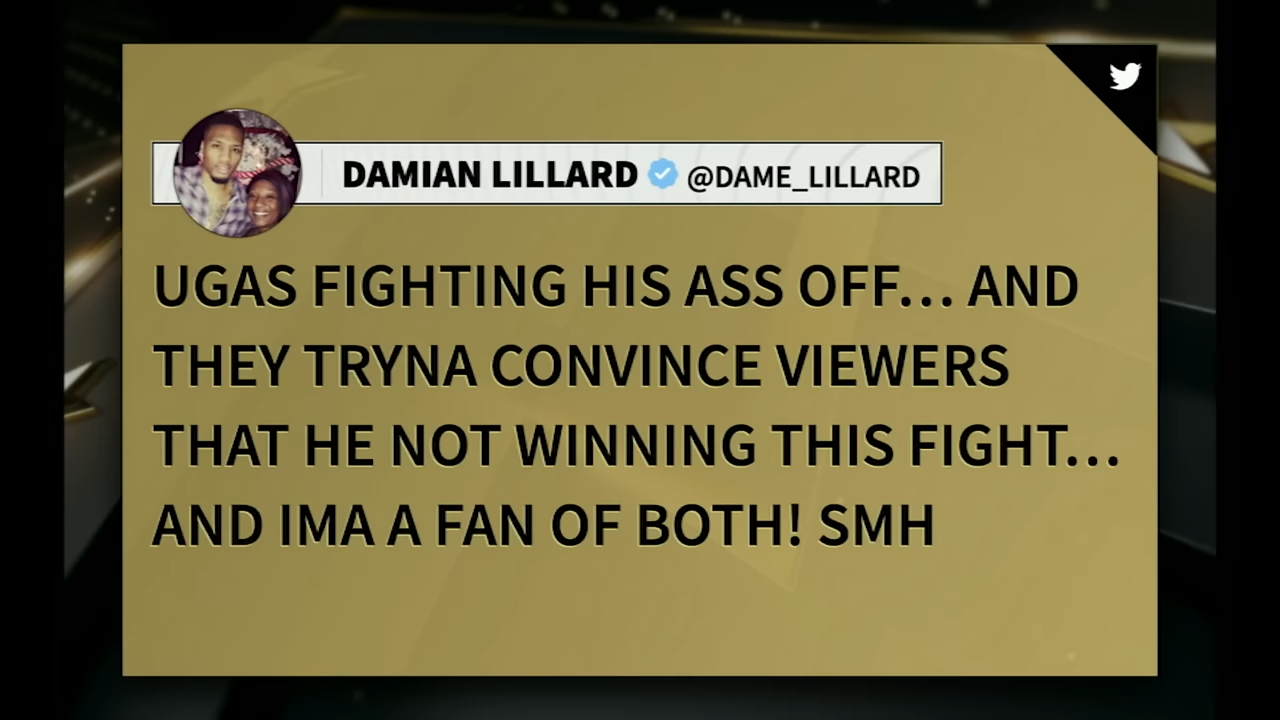 DAMIAN LILLARD @DAME_LILLARD
UGAS FIGHTING HIS ASS OFF... AND
THEY TRYNA CONVINCE VIEWERS
THAT HE NOT WINNING THIS FIGHT...
AND IMA A FAN OF BOTH! SMH